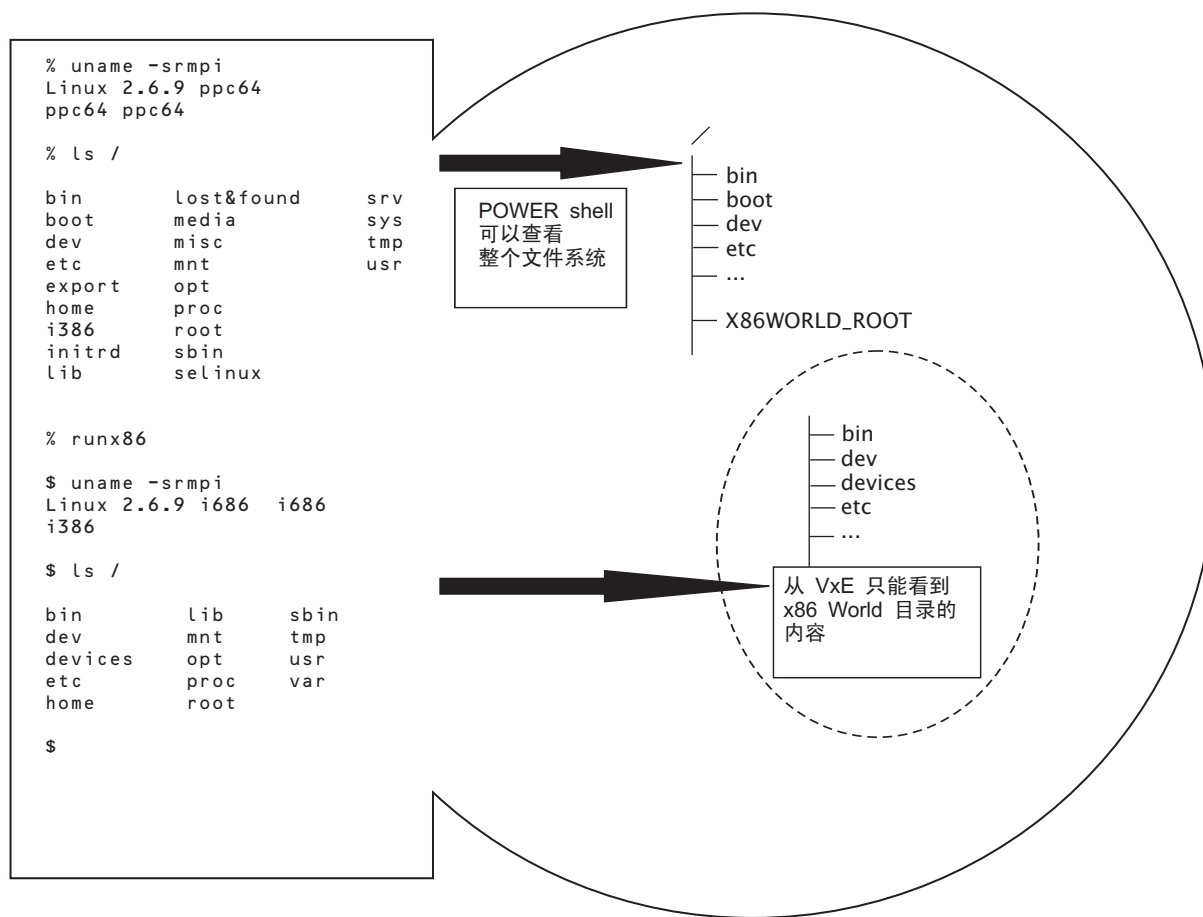 % uname -srmpi
Linux 2.6.9 ppc64
ppc64 ppc64
% ls /
bin lost&found srv
boot media sys
dev misc tmp
etc mnt usr
export opt
home proc
i386 root
initrd sbin
lib selinux
% runx86
$ uname -srmpi
Linux 2.6.9 i686 i686
i386
$ ls /
bin lib sbin
dev mnt tmp
devices opt usr
etc proc var
home root
$
POWER shell
可以查看
整个文件系统
/
bin
boot
dev
etc
...
X86WORLD_ROOT
bin
dev
devices
etc
...
从 VxE 只能看到
x86 World 目录的
内容